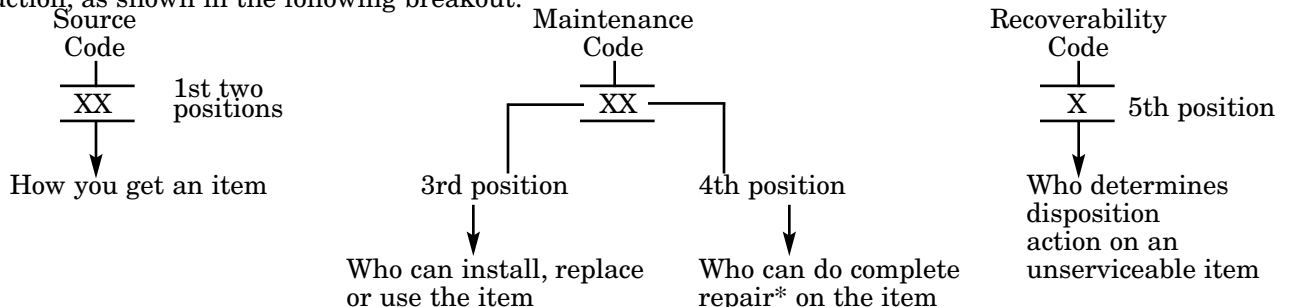 action, as shown in the following breakout:
Source
Code
XX
1st two
positions
How you get an item
Maintenance
Code
XX
3rd position
Who can install, replace
or use the item
4th position
Who can do complete
repair* on the item
Recoverability
Code
X
5th position
Who determines
disposition
action on an
unserviceable item